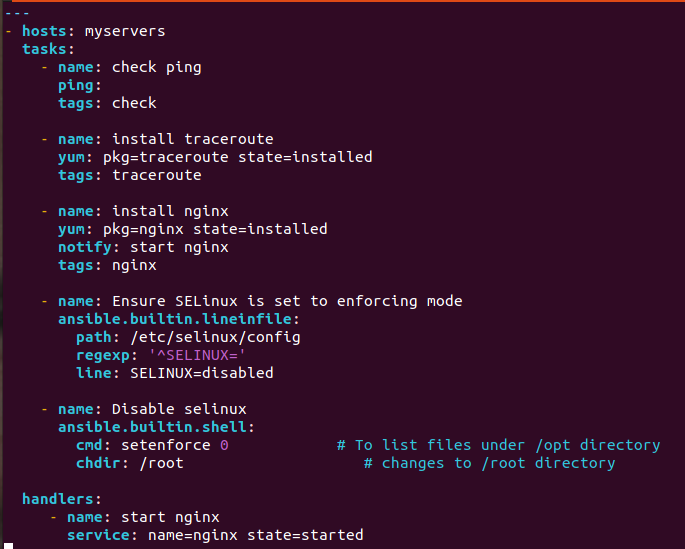 ---
- hosts: myservers
  tasks:
    - name: check ping
      ping:
      tags: check

    - name: install traceroute
      yum: pkg=traceroute state=installed
      tags: traceroute

    - name: install nginx
      yum: pkg=nginx state=installed
      notify: start nginx
      tags: nginx

    - name: Ensure SELinux is set to enforcing mode
      ansible.builtin.lineinfile:
        path: /etc/selinux/config
        regexp: '^SELINUX='
        line: SELINUX=disabled

    - name: Disable selinux
      ansible.builtin.shell:
        cmd: setenforce 0            # To list files under /opt directory
        chdir: /root                    # changes to /root directory

  handlers:
     - name: start nginx
       service: name=nginx state=started